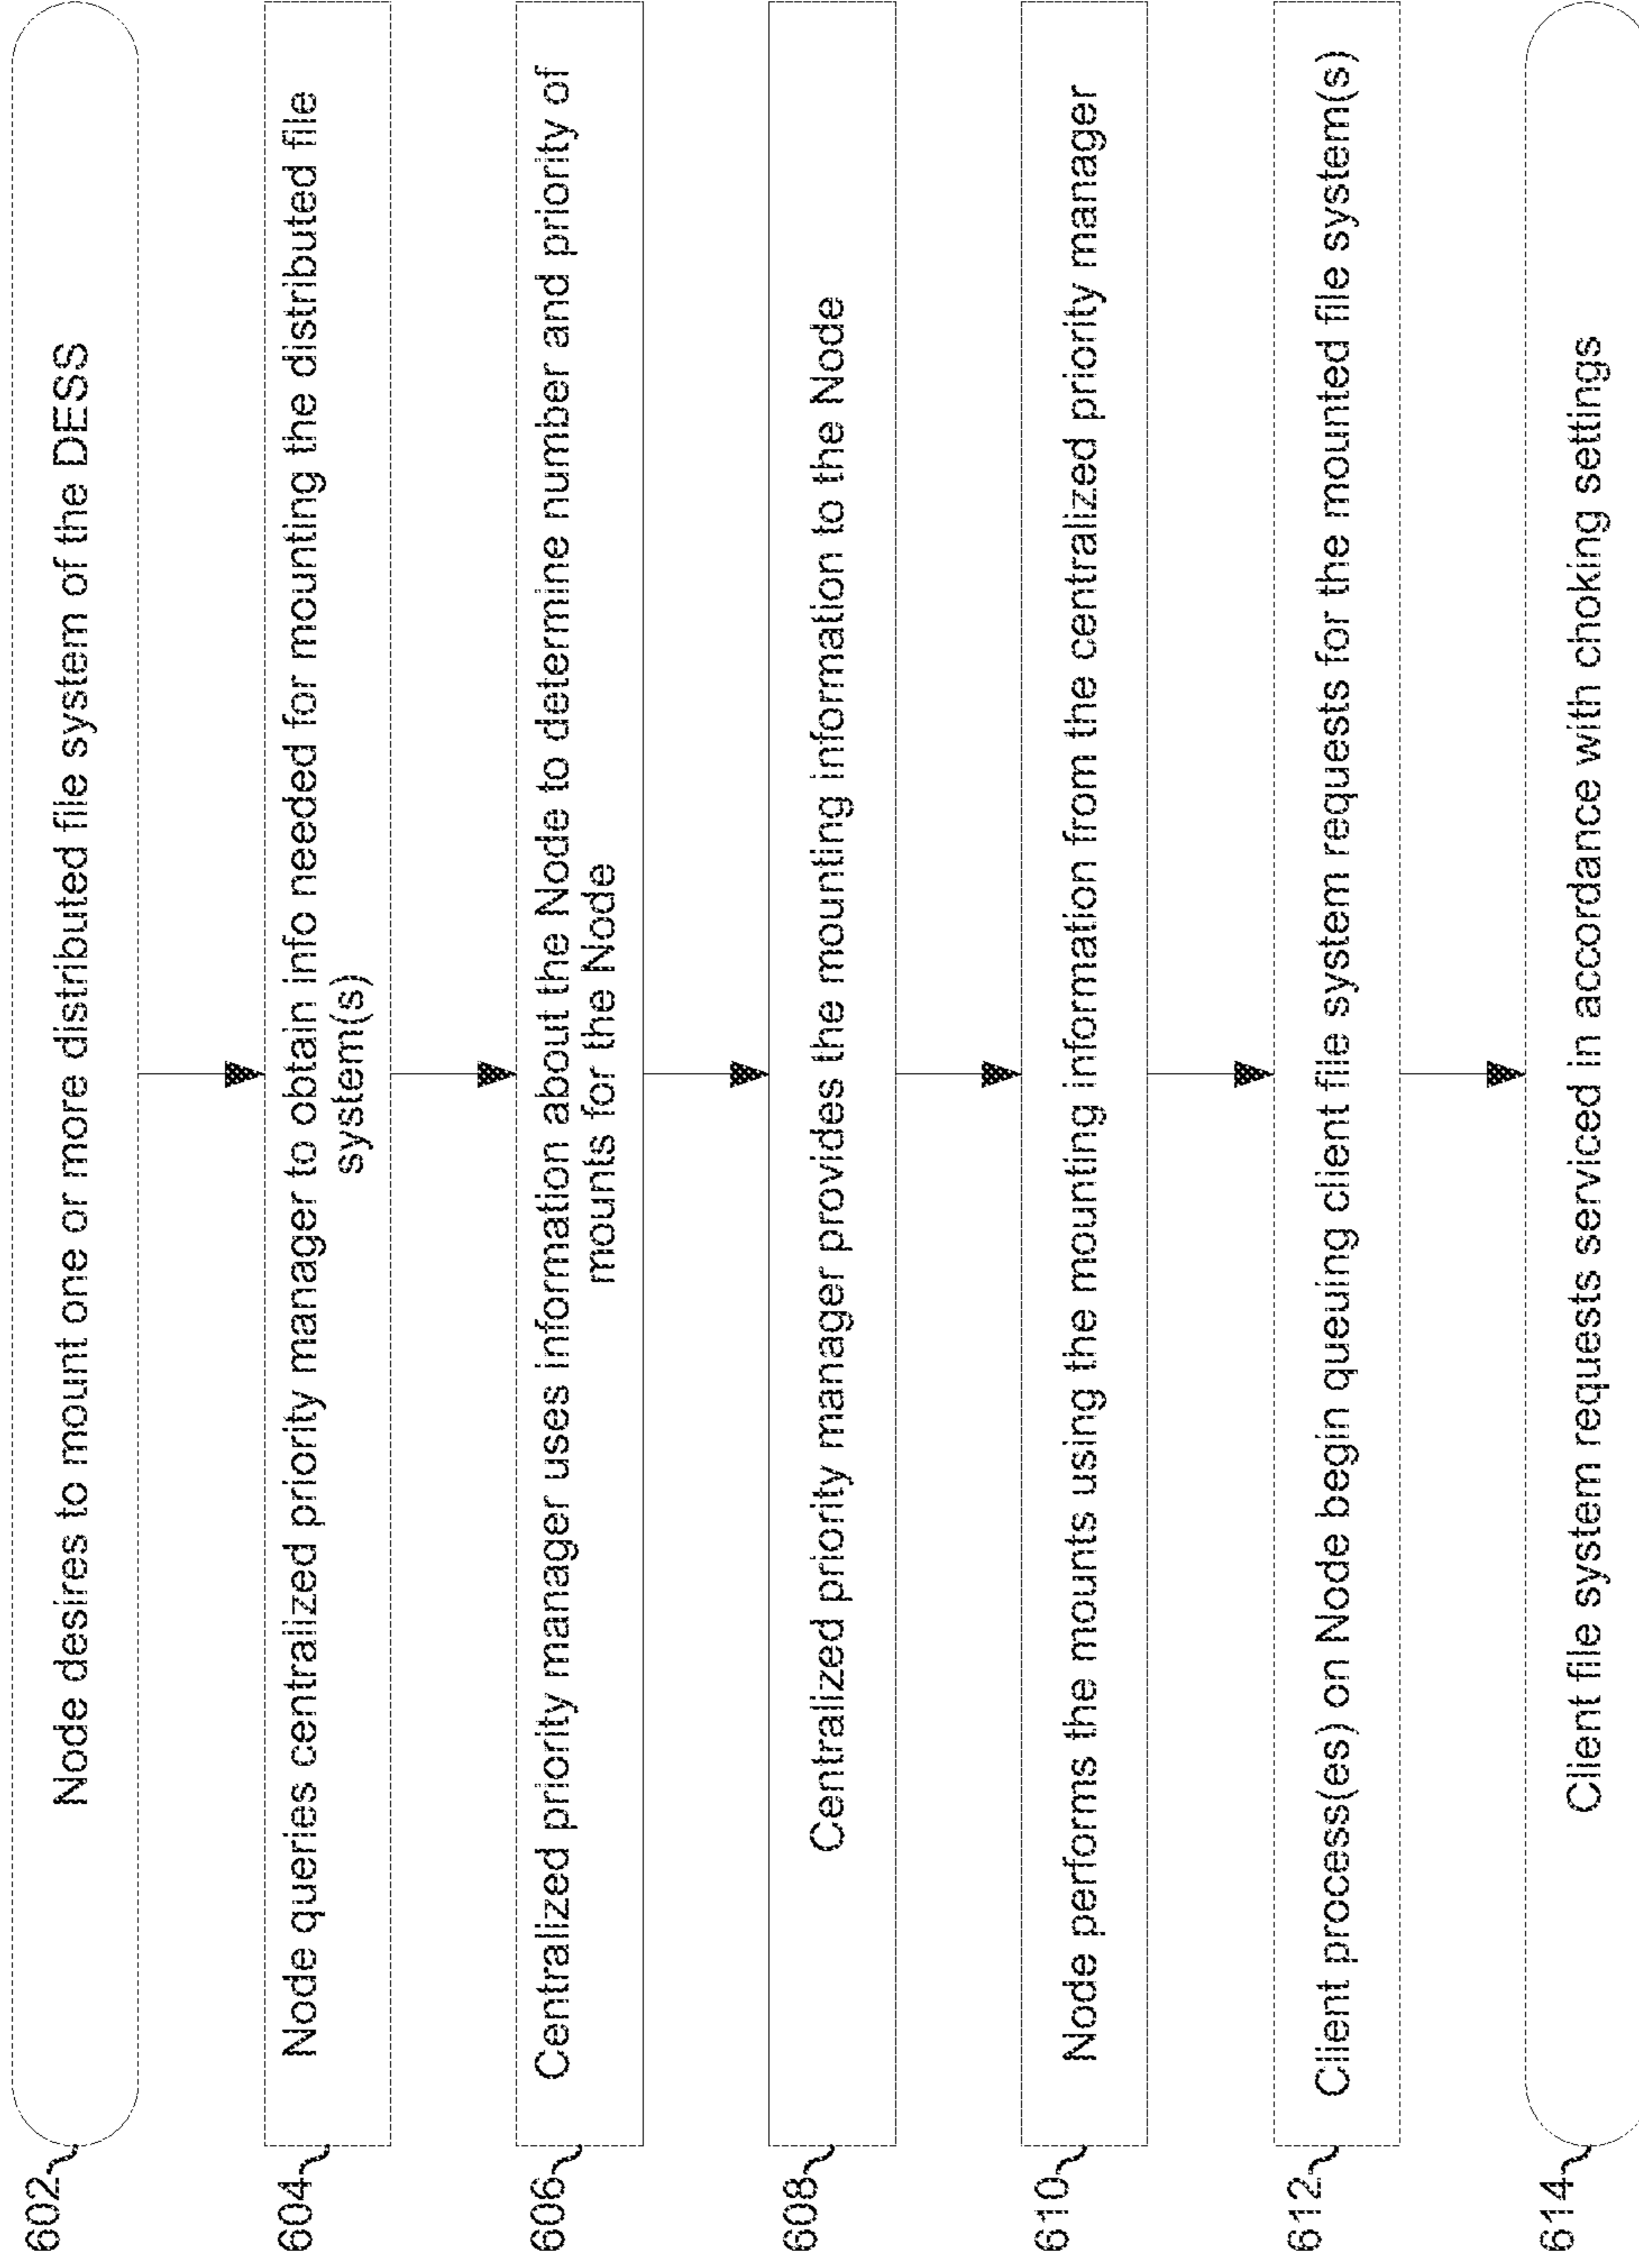 602
Node desires to mount one or more distributed file system of the DESS
604
Node queries centralized priority manager to obtain info needed for mounting the distributed file
system(s)
606
Centralized priority manager uses information about the Node to determine number and priority of
mounts for the Node
608
Centralized priority manager provides the mounting information to the Node
610
Node performs the mounts using the mounting information from the centralized priority manager
612
Client process(es) on Node begin queuing client file system requests for the mounted file system(s)
614
Client file system requests serviced in accordance with choking settings